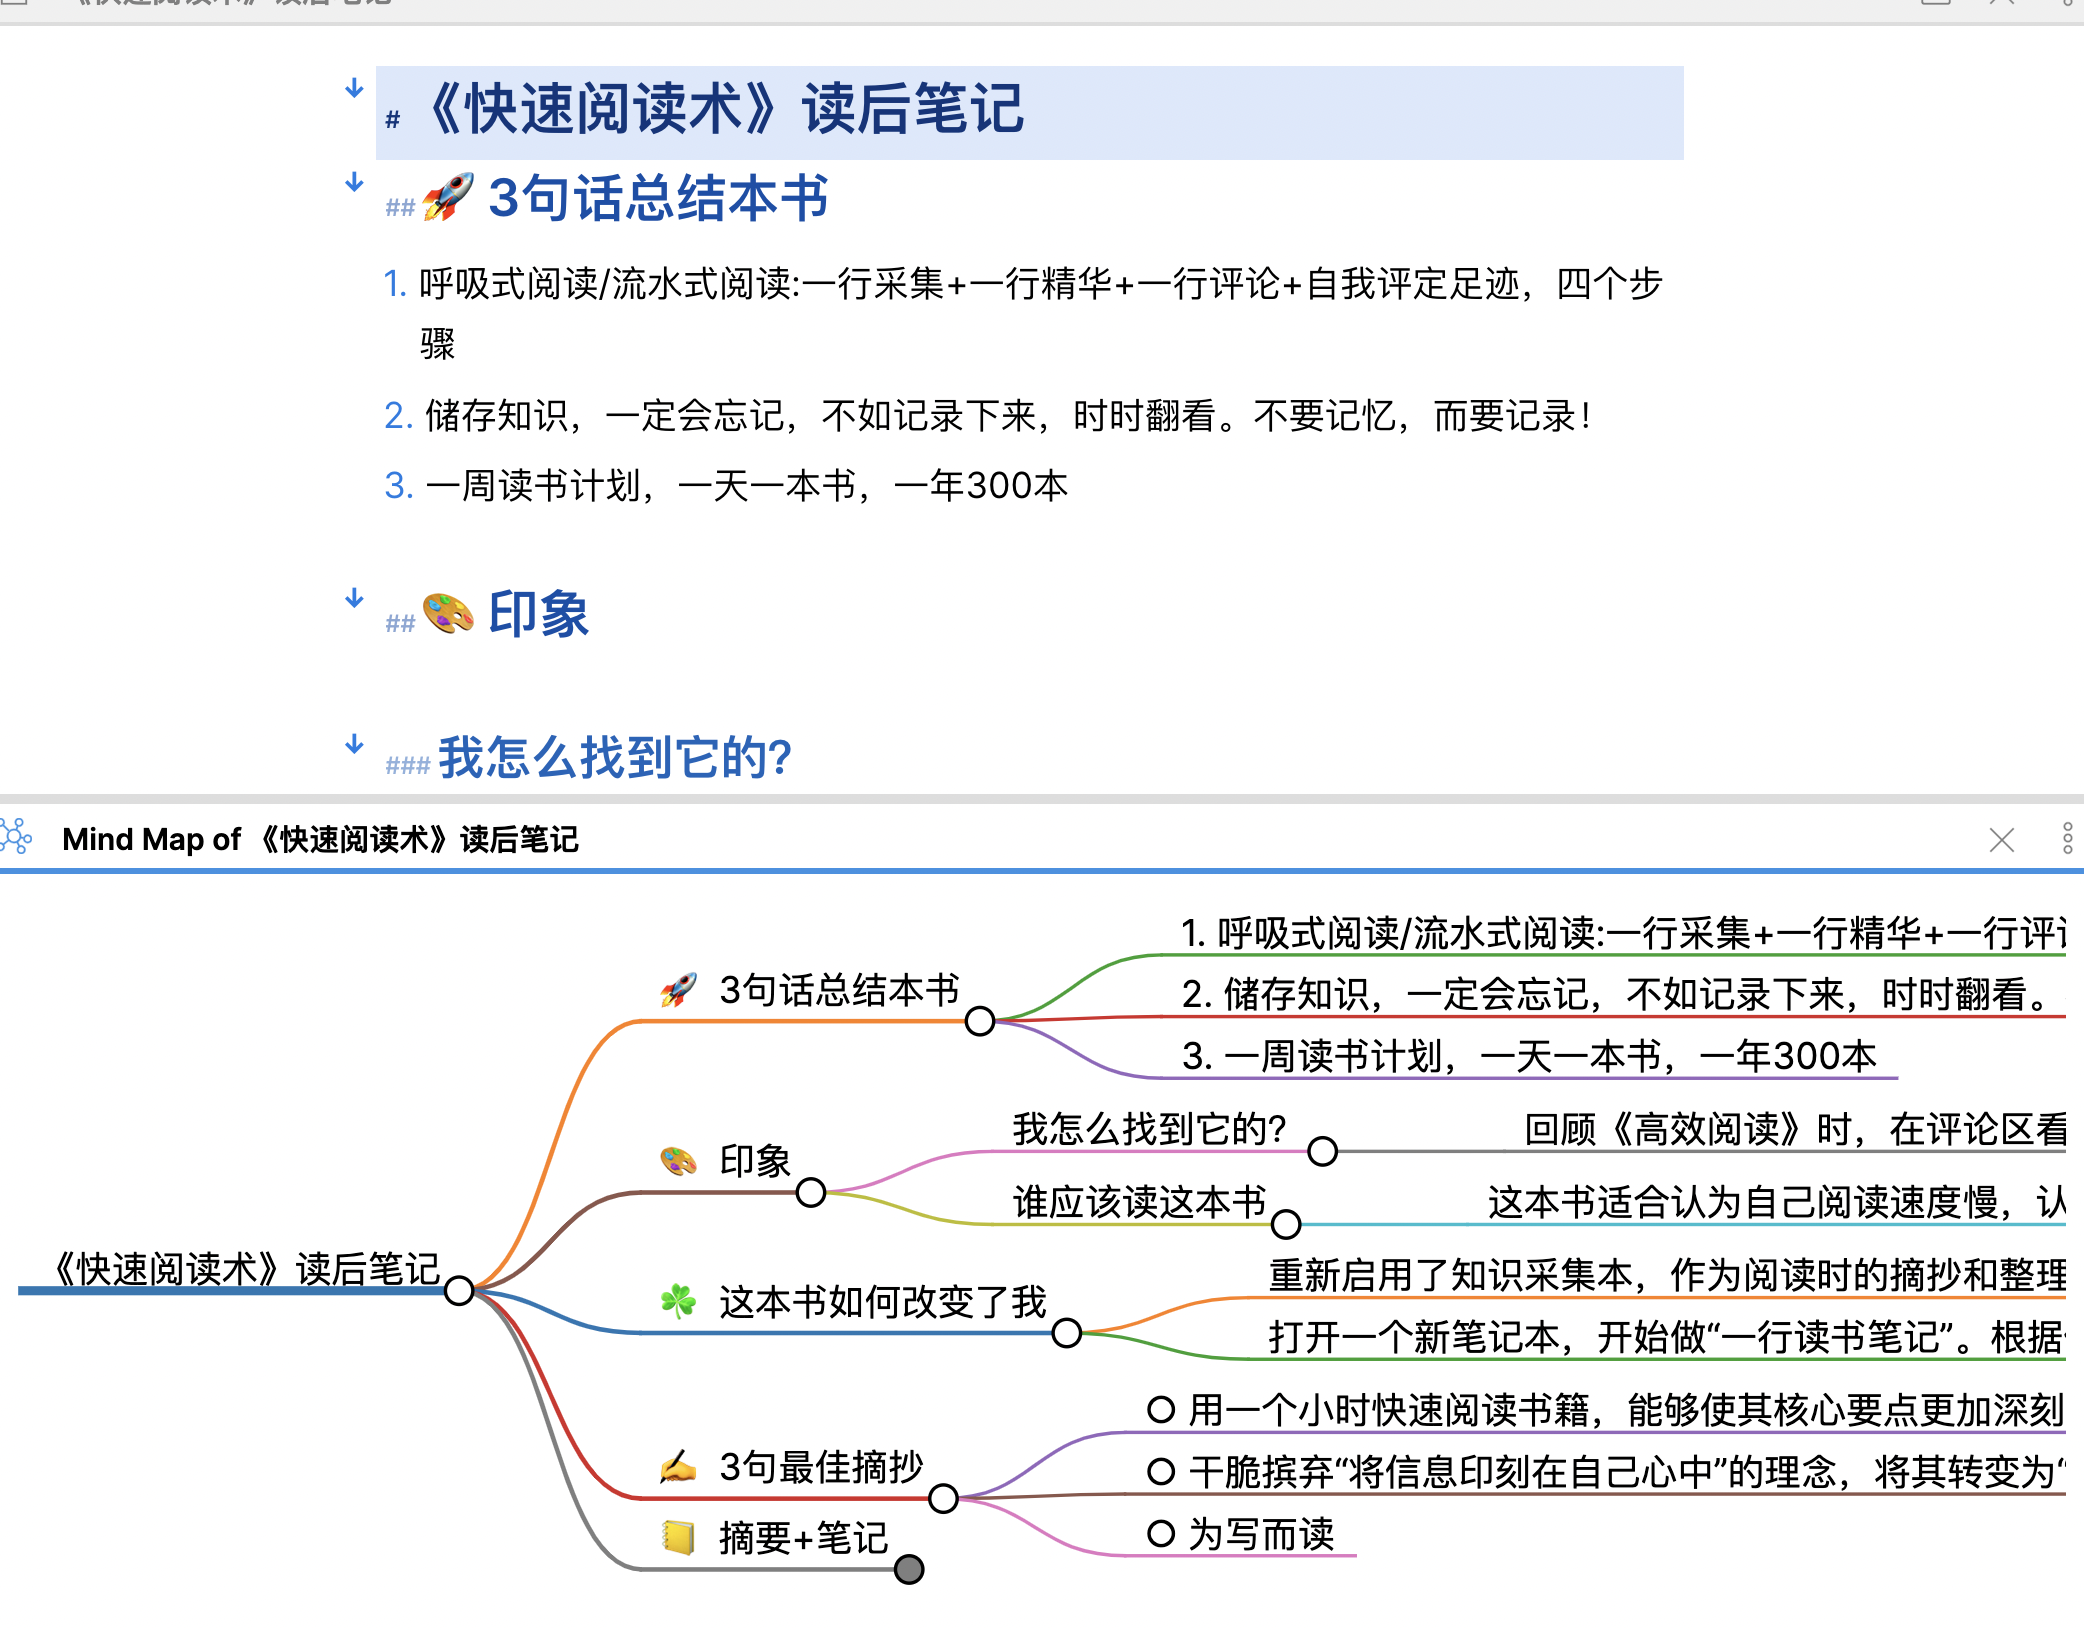 《快速阅读术》读后笔记
# 《快速阅读术》读后笔记
## 🚀 3句话总结本书
1. 呼吸式阅读/流水式阅读:一行采集+一行精华+一行评论+自我评定足迹，四个步
骤
2. 储存知识，一定会忘记，不如记录下来，时时翻看。不要记忆，而要记录！
3. 一周读书计划，一天一本书，一年300本
## 🎨 印象
### 我怎么找到它的?
Mind Map of 《快速阅读术》读后笔记
《快速阅读术》读后笔记
🚀 3句话总结本书
1. 呼吸式阅读/流水式阅读:一行采集+一行精华+一行评
2. 储存知识，一定会忘记，不如记录下来，时时翻看。
3. 一周读书计划，一天一本书，一年300本
🎨 印象
我怎么找到它的?
回顾《高效阅读》时，在评论区看
谁应该读这本书
这本书适合认为自己阅读速度慢，认
☘️ 这本书如何改变了我
重新启用了知识采集本，作为阅读时的摘抄和整理
打开一个新笔记本，开始做“一行读书笔记”。根据
✍️ 3句最佳摘抄
用一个小时快速阅读书籍，能够使其核心要点更加深刻
干脆摈弃“将信息印刻在自己心中”的理念，将其转变为“
为写而读
📒 摘要+笔记